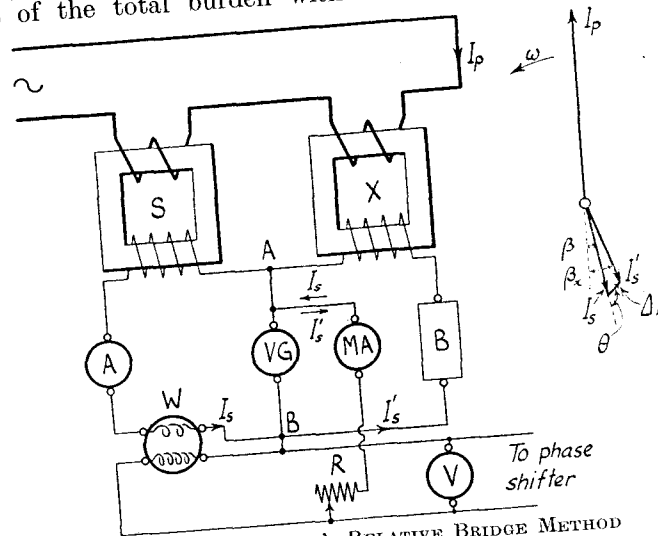 of the total burden with
~
I_p
S
X
A
I_s
I'_s
A
VG
MA
B
W
I_s
B
I'_s
R
V
To phase
shifter
RELATIVE BRIDGE METHOD
I_p
ω
β
β_x
I'_s
I_s
Δ
θ